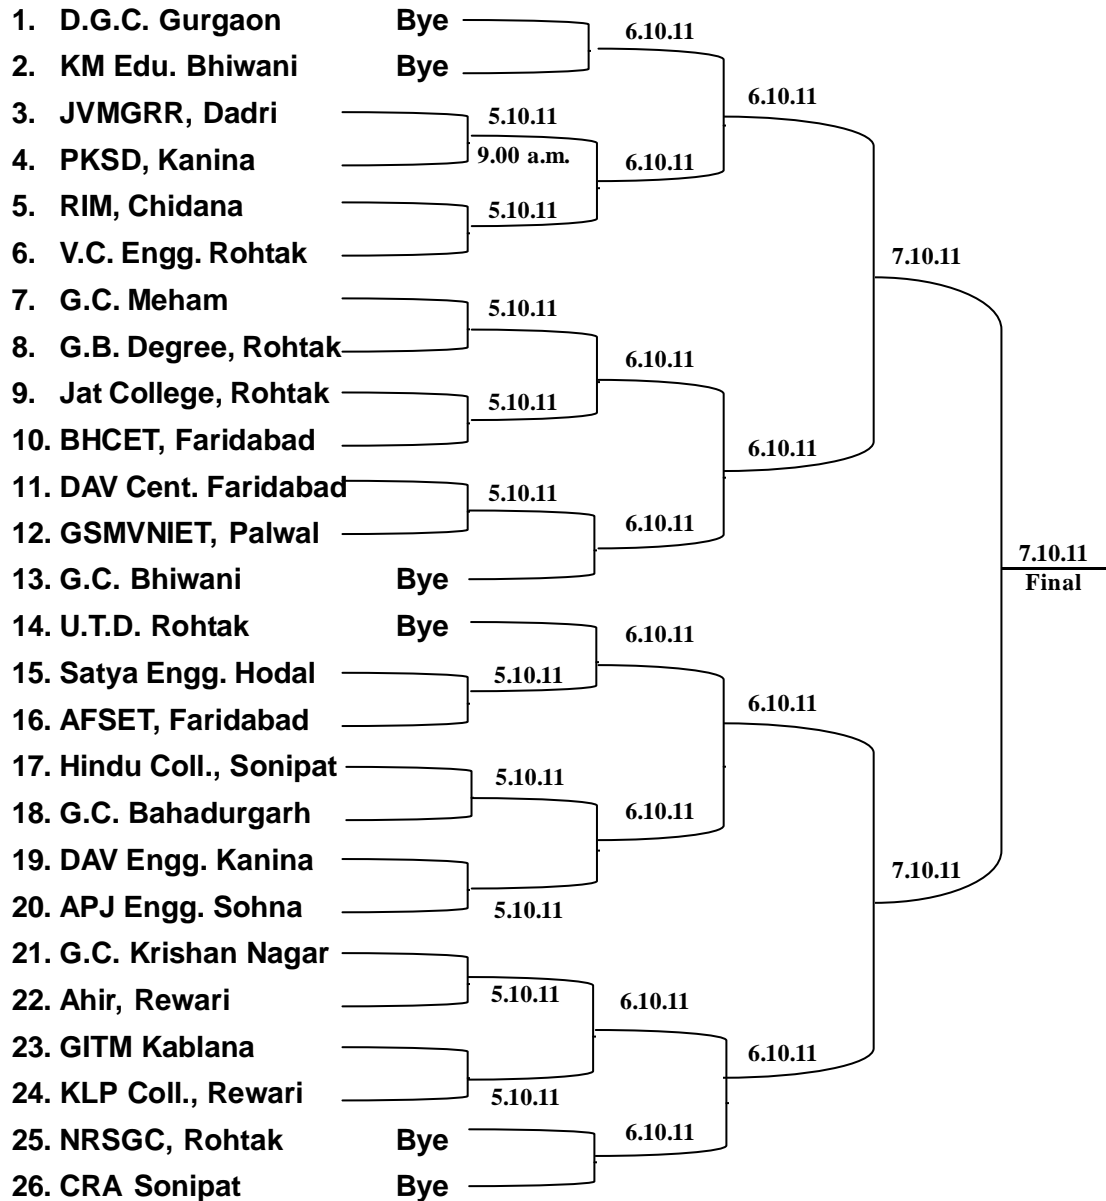 1. D.G.C. Gurgaon Bye
6.10.11
2. KM Edu. Bhiwani Bye
6.10.11
3. JVMGRR, Dadri
5.10.11
4. PKSD, Kanina
9.00 a.m.
6.10.11
5. RIM, Chidana
5.10.11
6. V.C. Engg. Rohtak
7.10.11
7. G.C. Meham
5.10.11
8. G.B. Degree, Rohtak
6.10.11
9. Jat College, Rohtak
5.10.11
10. BHCET, Faridabad
6.10.11
11. DAV Cent. Faridabad
5.10.11
12. GSMVNIET, Palwal
6.10.11
7.10.11
13. G.C. Bhiwani Bye
Final
14. U.T.D. Rohtak Bye
6.10.11
15. Satya Engg. Hodal
5.10.11
6.10.11
16. AFSET, Faridabad
17. Hindu Coll., Sonipat
5.10.11
18. G.C. Bahadurgarh
6.10.11
19. DAV Engg. Kanina
7.10.11
20. APJ Engg. Sohna
5.10.11
21. G.C. Krishan Nagar
5.10.11
22. Ahir, Rewari
6.10.11
23. GITM Kablana
6.10.11
24. KLP Coll., Rewari
5.10.11
25. NRSGC, Rohtak Bye
6.10.11
26. CRA Sonipat Bye